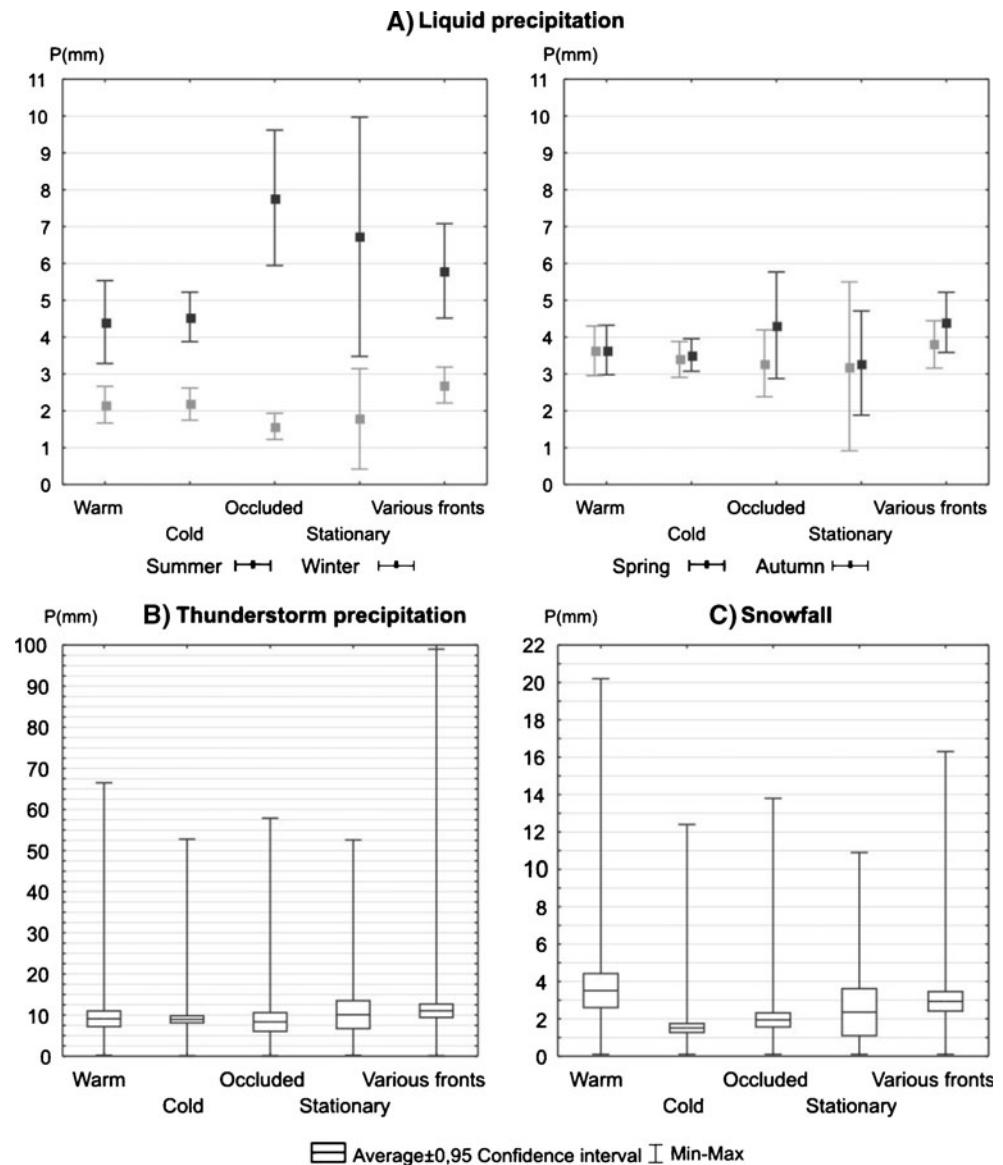 A) Liquid precipitation
P(mm)
11
10
9
8
7
6
5
4
3
2
1
0
Warm
Cold
Occluded
Stationary
Various fronts
Summer Winter
P(mm)
11
10
9
8
7
6
5
4
3
2
1
0
Warm
Cold
Occluded
Stationary
Various fronts
Spring Autumn
P(mm)
B) Thunderstorm precipitation
100
90
80
70
60
50
40
30
20
10
0
Warm
Cold
Occluded
Stationary
Various fronts
P(mm)
C) Snowfall
22
20
18
16
14
12
10
8
6
4
2
0
Warm
Cold
Occluded
Stationary
Various fronts
Average±0,95 Confidence interval Min-Max